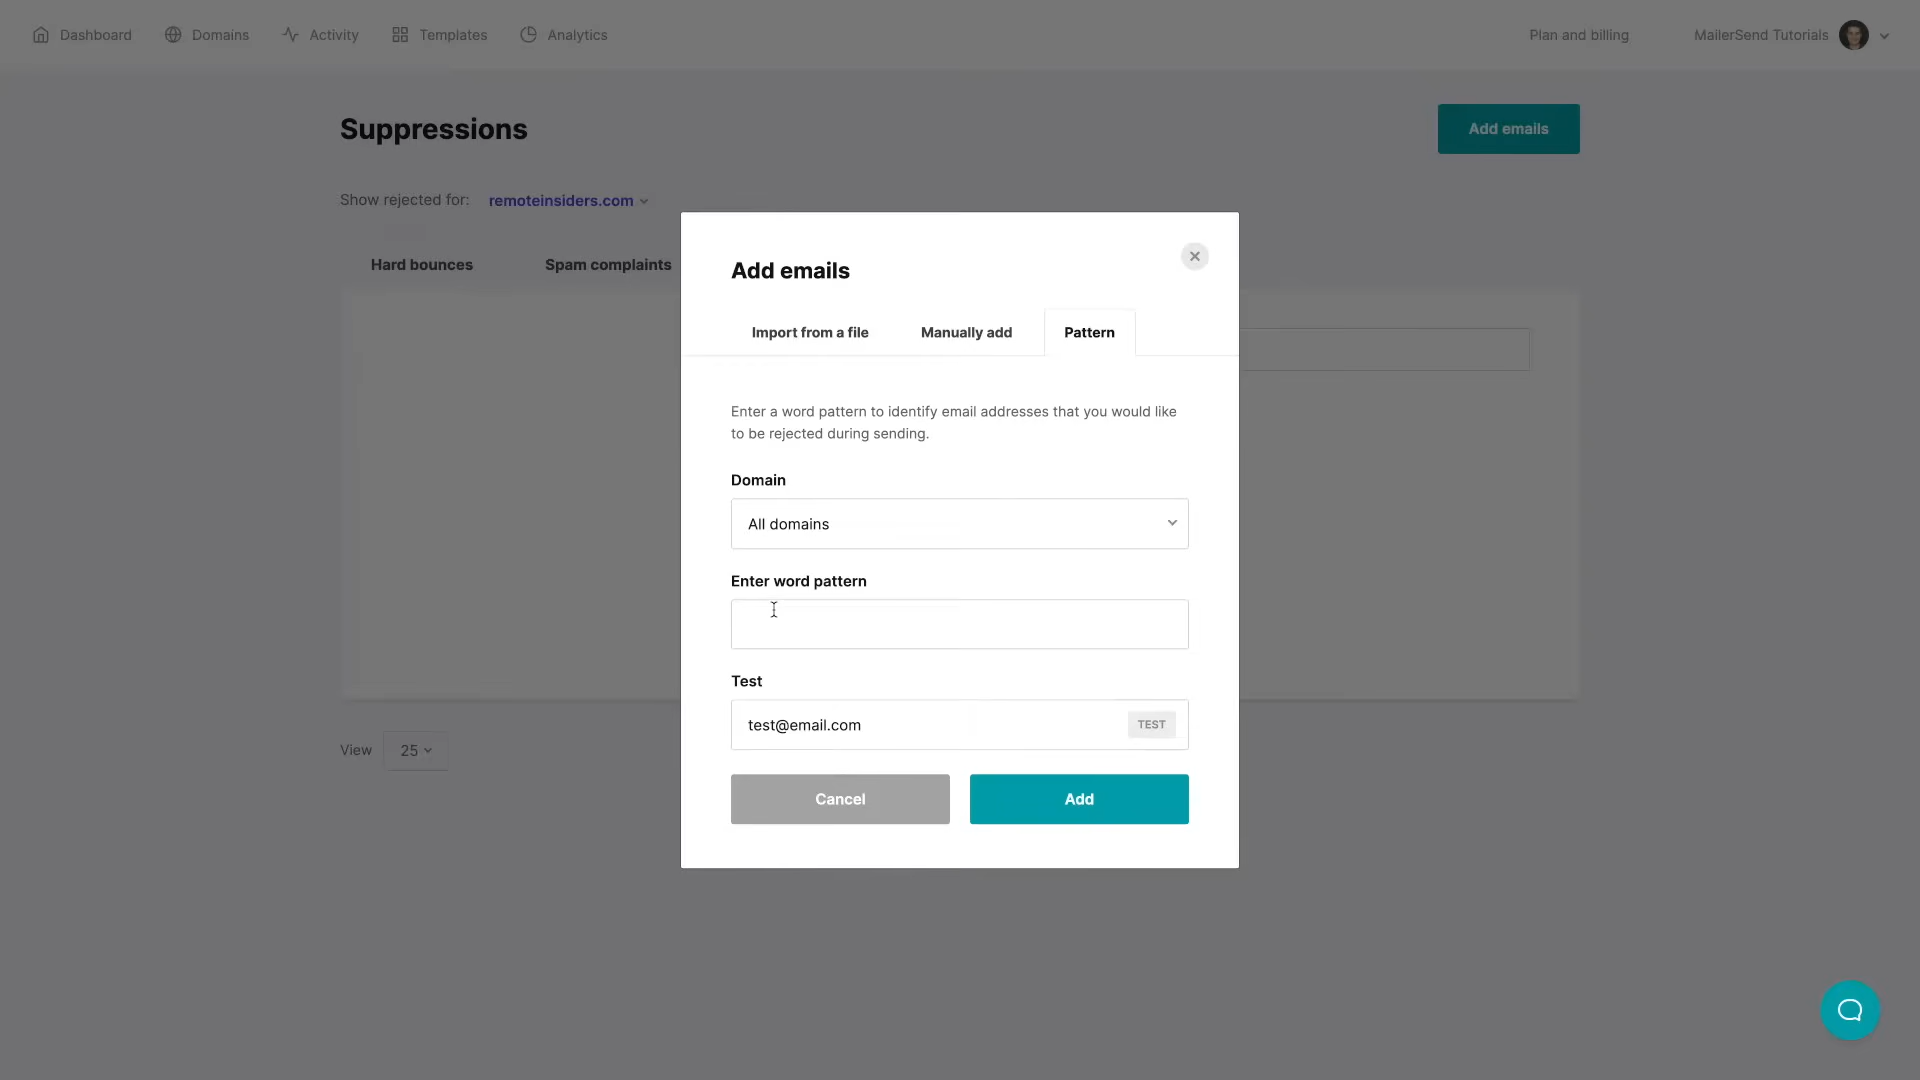 Dashboard
Domains
Activity
Templates
Analytics
Plan and billing
MailerSend Tutorials
Suppressions
Add emails
Show rejected for: remoteinsiders.com
Hard bounces
Spam complaints
Add emails
Import from a file
Manually add
Pattern
Enter a word pattern to identify email addresses that you would like
to be rejected during sending.
Domain
All domains
Enter word pattern
Test
test@email.com
TEST
Cancel
Add
View
25